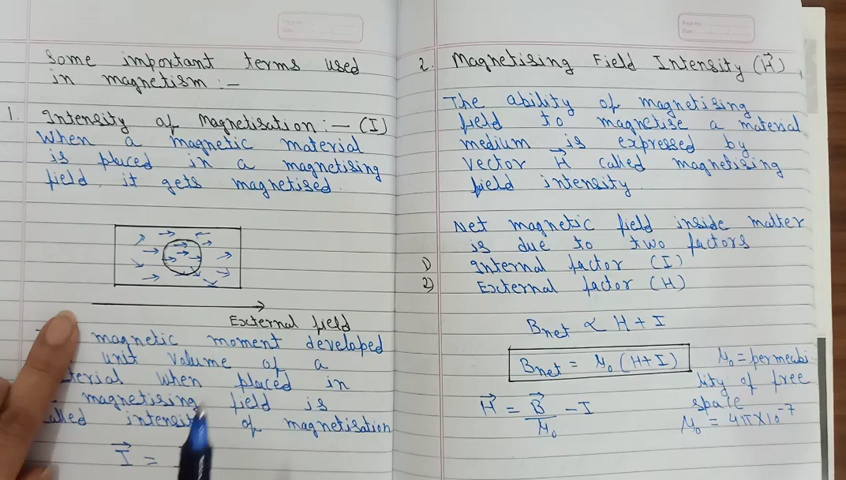 Some important terms used
in magnetism :-
1. Intensity of Magnetisation :- (I)
When a magnetic material
is placed in a magnetising
field, it gets magnetised.
External field
magnetic moment developed
unit volume of a
material when placed in
magnetising field is
called intensity of magnetisation
I⃗ =
2. Magnetising Field Intensity (H⃗)
The ability of magnetising
field to magnetise a material
medium is expressed by
vector H⃗ called magnetising
field intensity.
Net magnetic field inside matter
is due to two factors
1) Internal factor (I)
2) External factor (H)
Bnet ∝ H + I
Bnet = μ₀ (H+I)
H⃗ = B⃗/μ₀ - I
μ₀ = permeabi
lity of free
space
μ₀ = 4π×10⁻⁷